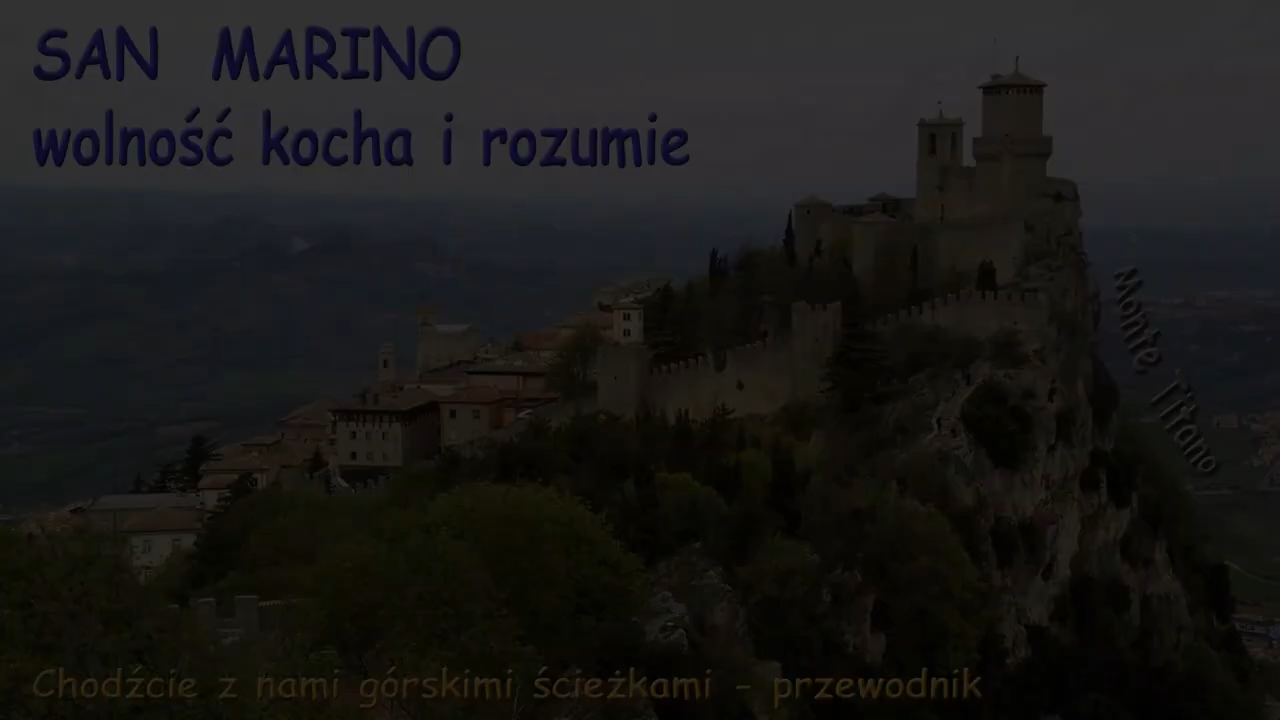 SAN MARINO
wolność kocha i rozumie
Monte Titano
Chodźcie z nami górskimi ścieżkami - przewodnik